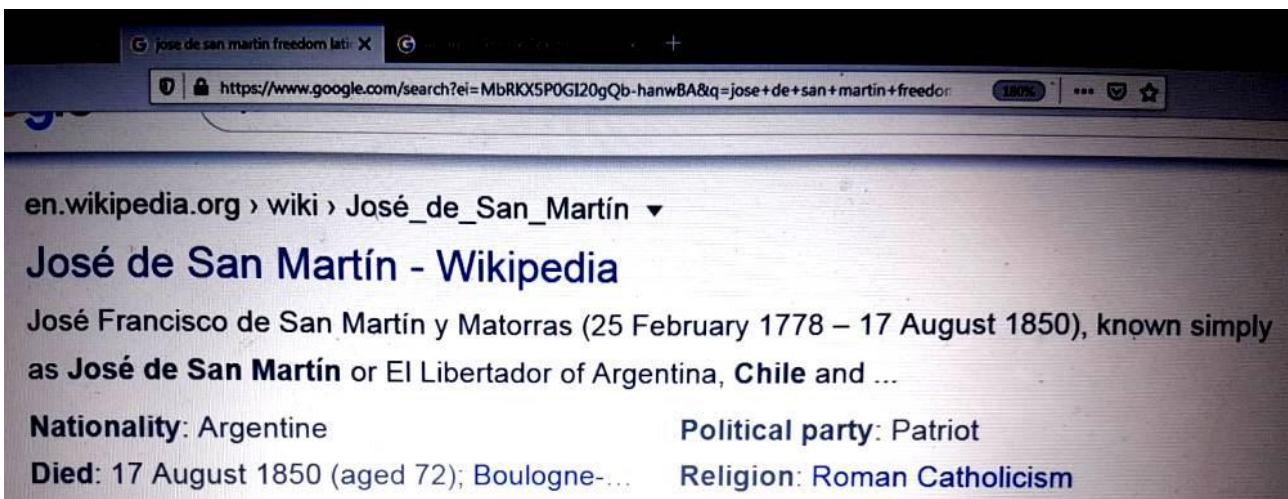 jose de san martin freedom lati
https://www.google.com/search?ei=MbRKX5P0GI20gQb-hanwBA&q=jose+de+san+martin+freedor
180%
en.wikipedia.org › wiki › José_de_San_Martín
José de San Martín - Wikipedia
José Francisco de San Martín y Matorras (25 February 1778 – 17 August 1850), known simply
as José de San Martín or El Libertador of Argentina, Chile and ...
Nationality: Argentine Political party: Patriot
Died: 17 August 1850 (aged 72); Boulogne-... Religion: Roman Catholicism